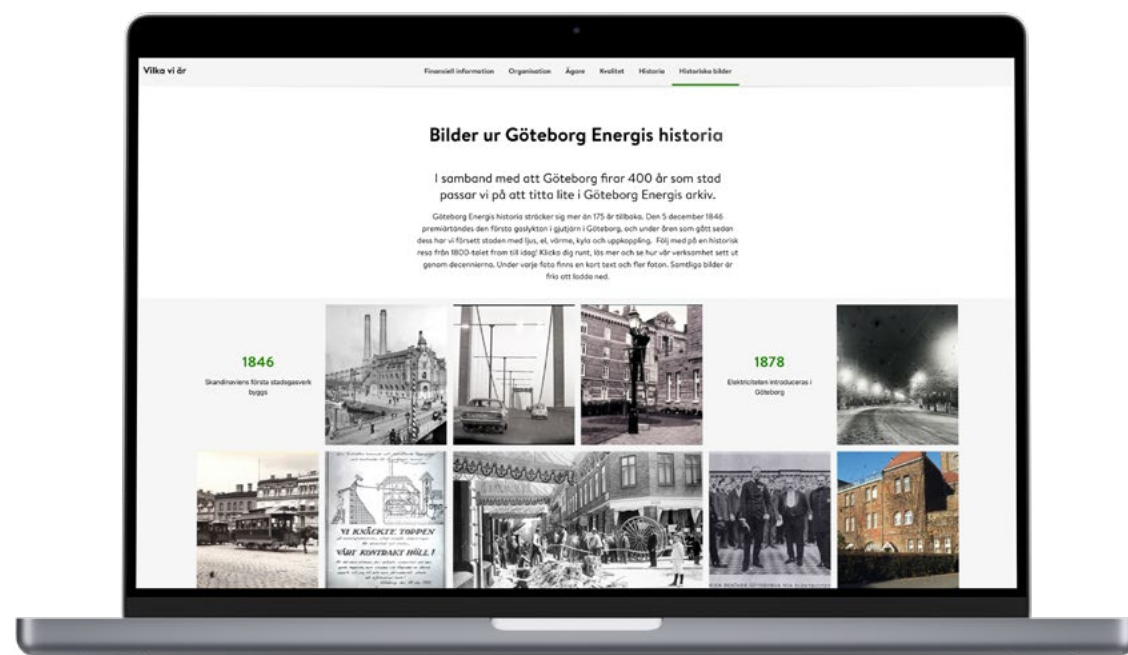 Vilka vi är
Finansiell information Organisation Ägare Kvalitet Historia Historiska bilder
Bilder ur Göteborg Energis historia
I samband med att Göteborg firar 400 år som stad
passar vi på att titta lite i Göteborg Energis arkiv.
Göteborg Energis historia sträcker sig mer än 175 år tillbaka. Den 5 december 1846
premiärtändes den första gaslyktan i gjutjärn i Göteborg, och under åren som gått sedan
dess har vi försett staden med ljus, el, värme, kyla och uppkoppling. Följ med på en historisk
resa från 1800-talet fram till idag! Klicka dig runt, läs mer och se hur vår verksamhet sett ut
genom decennierna. Under varje foto finns en kort text och fler foton. Samtliga bilder är
fria att ladda ned.
1846
Skandinaviens första stadsgasverk
byggs
1878
Elektriciteten introduceras i
Göteborg
VI KNÄCKTE TOPPEN
VÅRT KONTRAKT HÖLL!